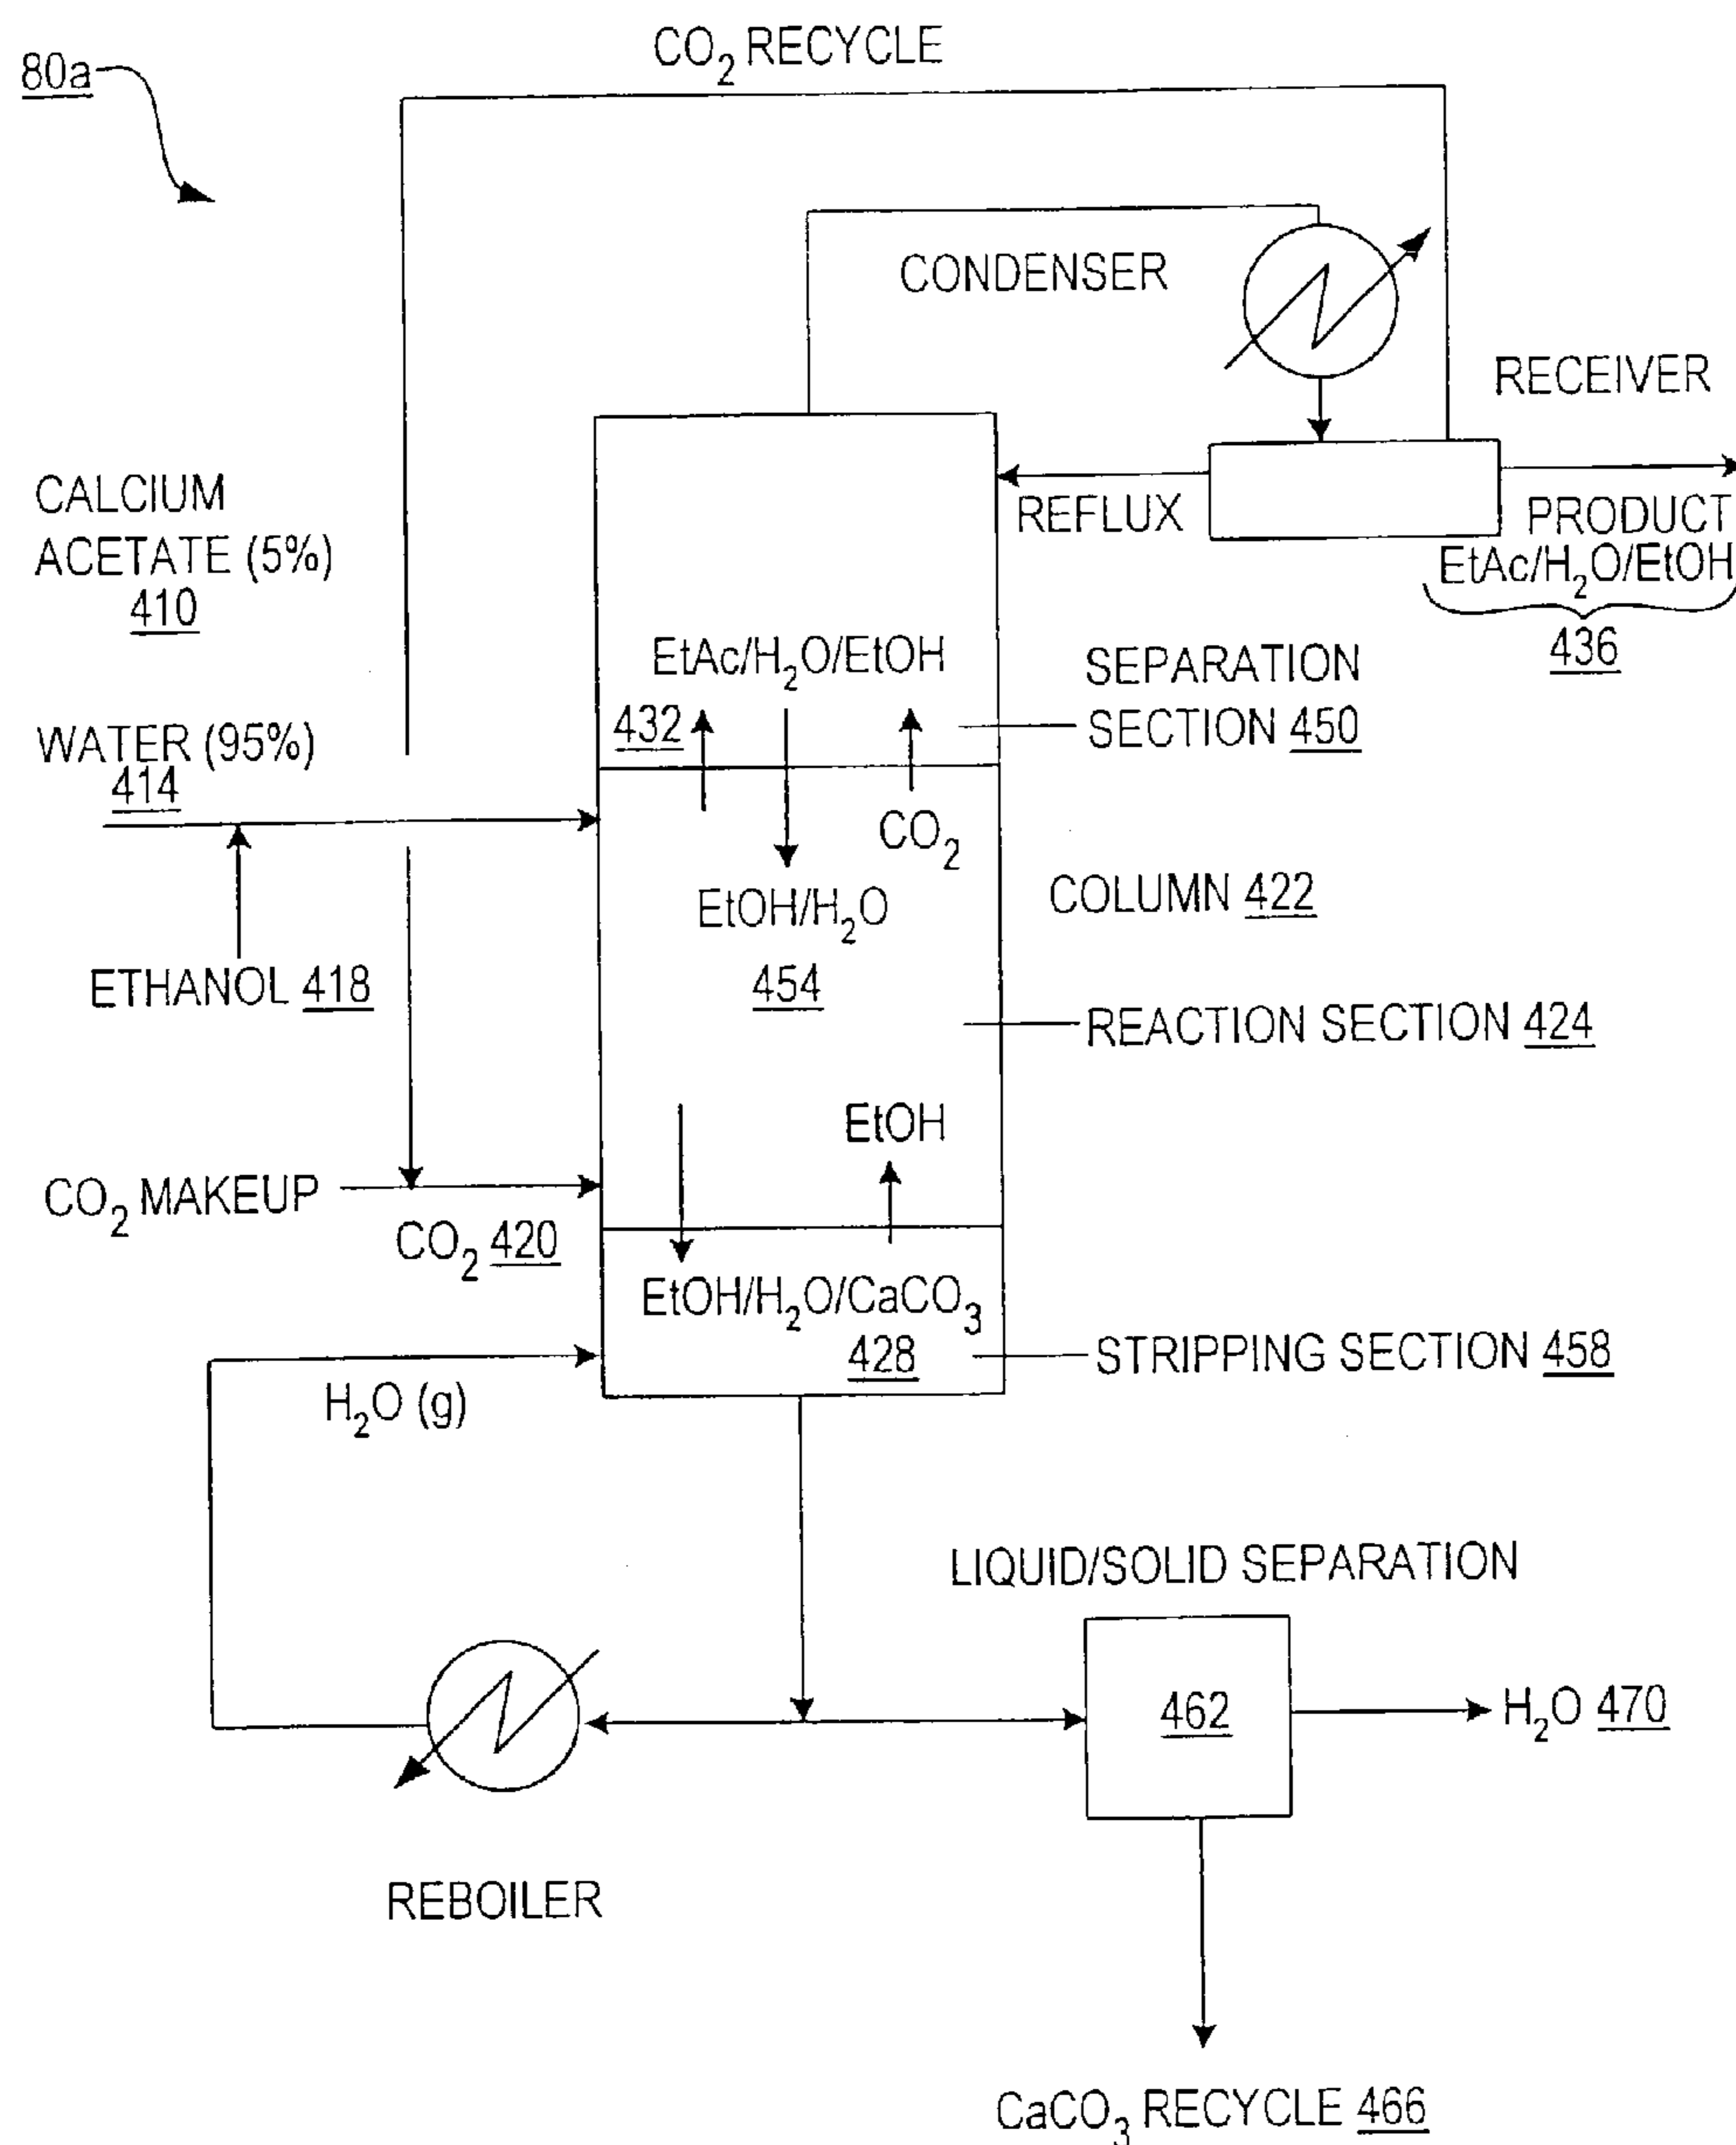 80a
CO₂ RECYCLE
CONDENSER
RECEIVER
CALCIUM
ACETATE (5%)
410
REFLUX
PRODUCT
EtAc/H₂O/EtOH
436
EtAc/H₂O/EtOH
432
SEPARATION
SECTION 450
WATER (95%)
414
CO₂
EtOH/H₂O
454
COLUMN 422
ETHANOL 418
REACTION SECTION 424
EtOH
CO₂ MAKEUP
CO₂ 420
EtOH/H₂O/CaCO₃
428
STRIPPING SECTION 458
H₂O (g)
LIQUID/SOLID SEPARATION
462
H₂O 470
REBOILER
CaCO₃ RECYCLE 466